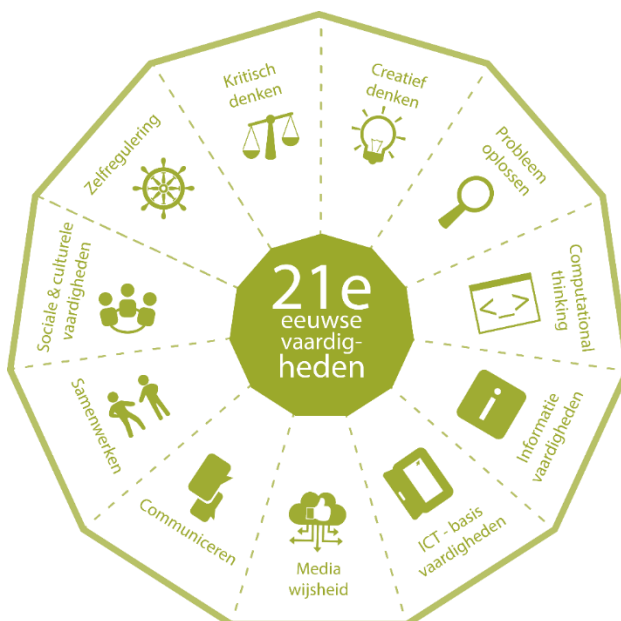 21e
eeuwse
vaardig-
heden
Kritisch
denken
Creatief
denken
Probleem
oplossen
Computational
thinking
<_>
Informatie
vaardigheden
i
ICT - basis
vaardigheden
Media
wijsheid
Communiceren
Samenwerken
Sociale & culturele
vaardigheden
Zelfregulering